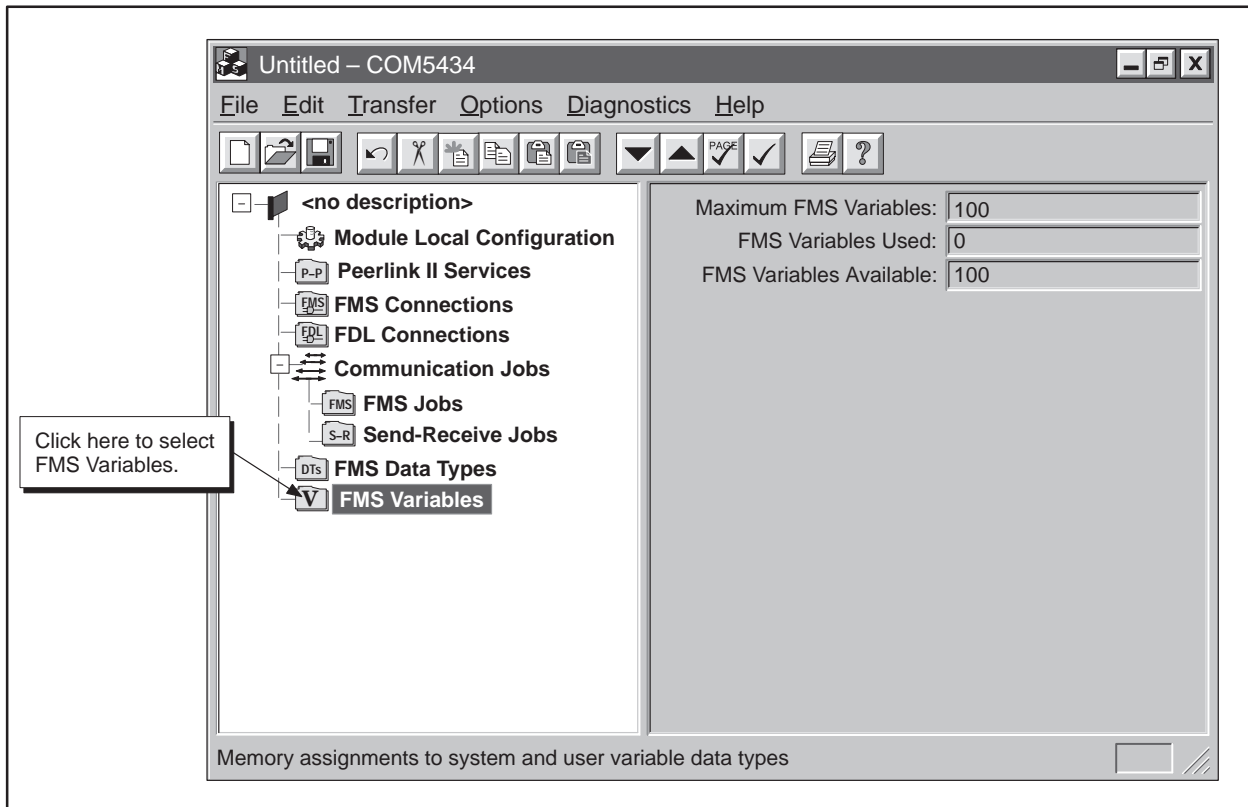 Untitled – COM5434
File Edit Transfer Options Diagnostics Help
PAGE
?
<no description>
Module Local Configuration
P–P Peerlink II Services
FMS FMS Connections
FDL FDL Connections
Communication Jobs
FMS FMS Jobs
S–R Send-Receive Jobs
DTs FMS Data Types
V FMS Variables
Click here to select
FMS Variables.
Maximum FMS Variables: 100
FMS Variables Used: 0
FMS Variables Available: 100
Memory assignments to system and user variable data types